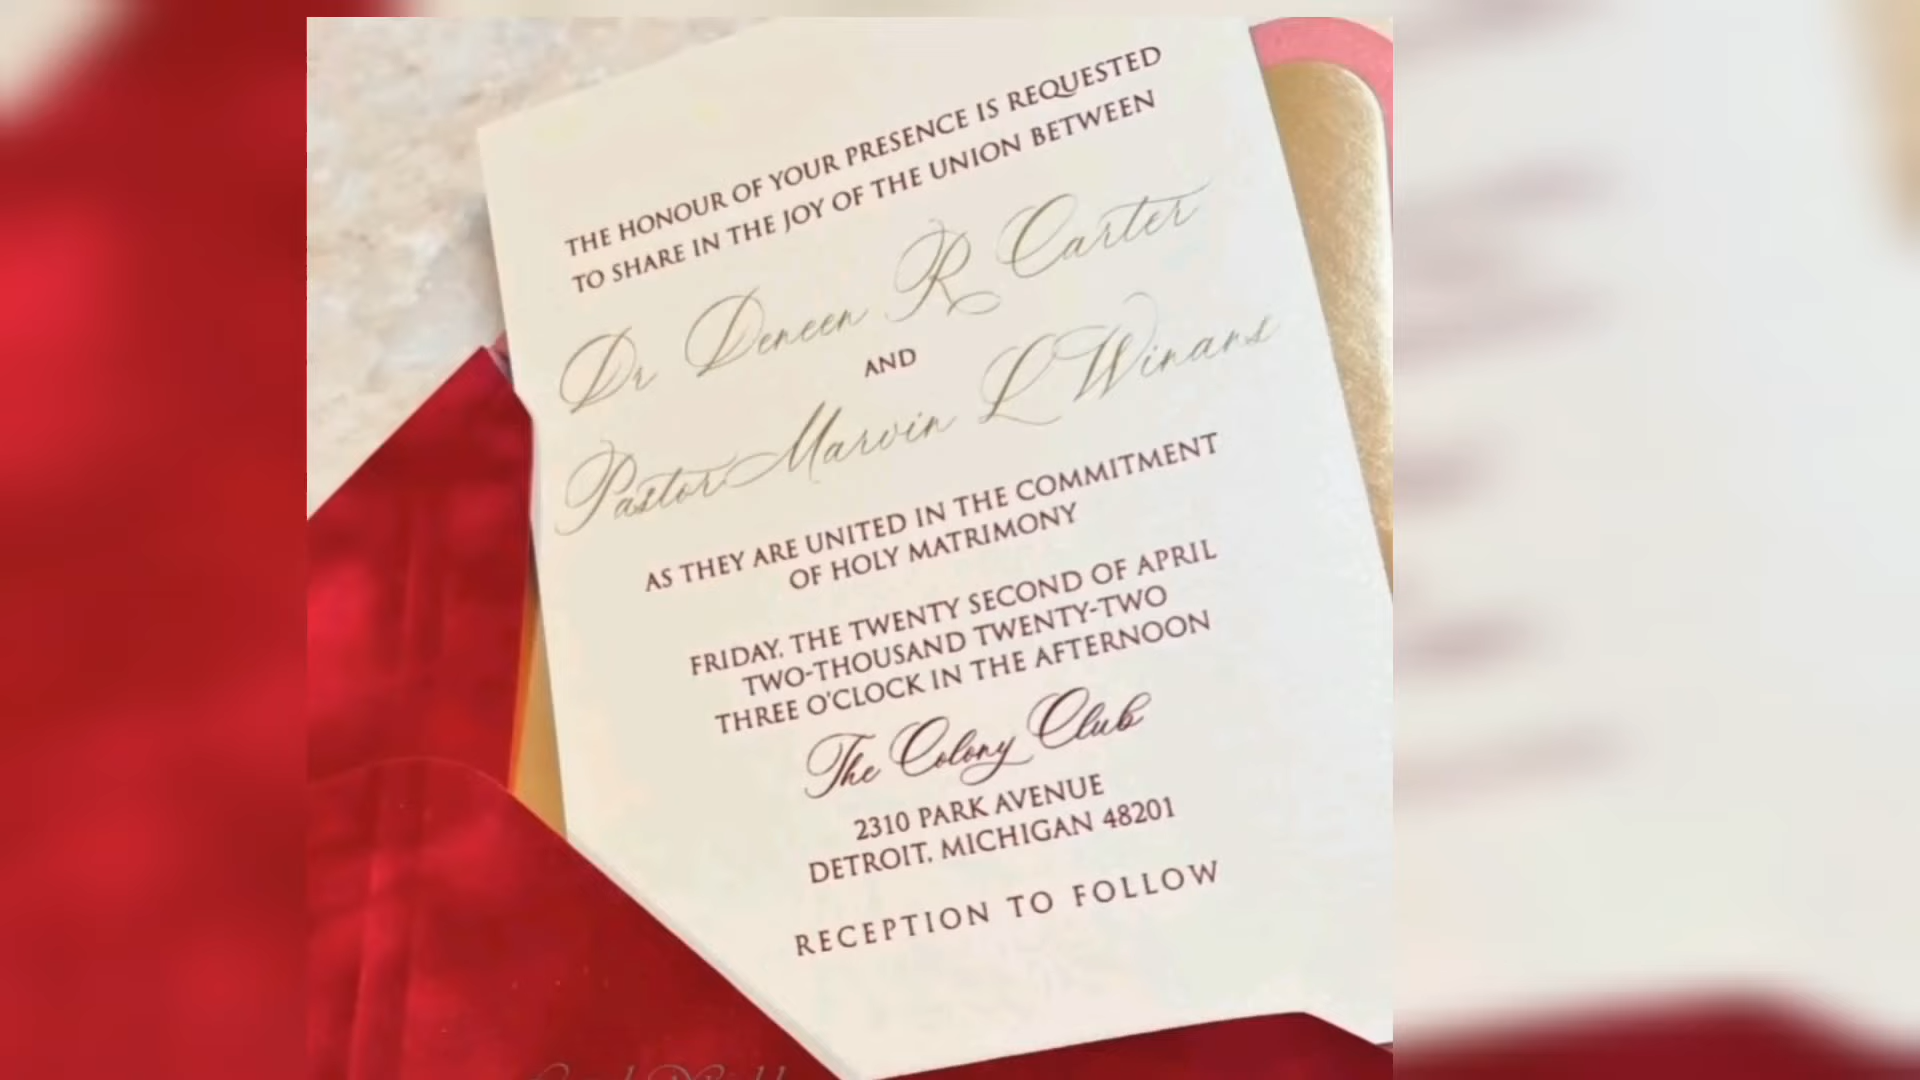 THE HONOUR OF YOUR PRESENCE IS REQUESTED
TO SHARE IN THE JOY OF THE UNION BETWEEN
Dr Deneen R Carter
AND
Pastor Marvin L Winans
AS THEY ARE UNITED IN THE COMMITMENT
OF HOLY MATRIMONY
FRIDAY, THE TWENTY SECOND OF APRIL
TWO-THOUSAND TWENTY-TWO
THREE O'CLOCK IN THE AFTERNOON
The Colony Club
2310 PARK AVENUE
DETROIT, MICHIGAN 48201
RECEPTION TO FOLLOW